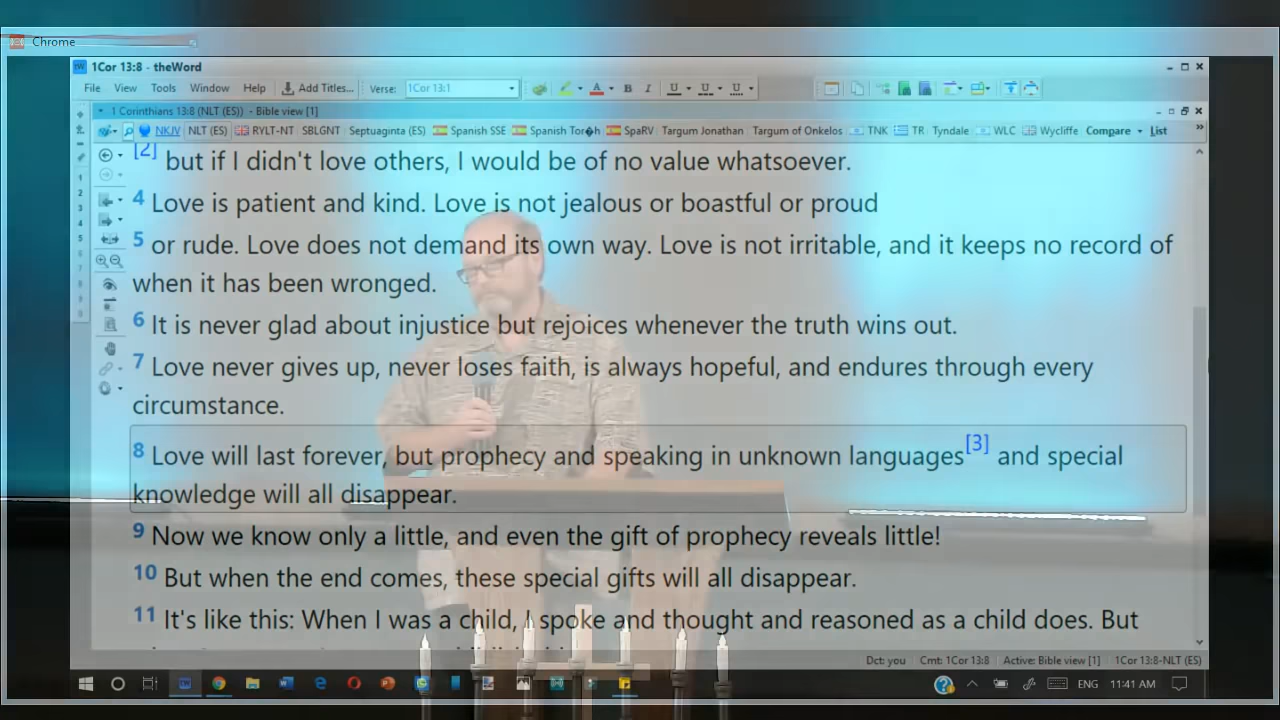 Chrome
1Cor 13:8 - theWord
File View Tools Window Help Add Titles... Verse: 1Cor 13:1
1 Corinthians 13:8 (NLT (ES)) - Bible view [1]
NKJV NLT (ES) RYLT-NT SBLGNT Septuaginta (ES) Spanish SSE Spanish Tor�h SpaRV Targum Jonathan Targum of Onkelos TNK TR Tyndale WLC Wycliffe Compare List
[2] but if I didn't love others, I would be of no value whatsoever.
4 Love is patient and kind. Love is not jealous or boastful or proud
5 or rude. Love does not demand its own way. Love is not irritable, and it keeps no record of
when it has been wronged.
6 It is never glad about injustice but rejoices whenever the truth wins out.
7 Love never gives up, never loses faith, is always hopeful, and endures through every
circumstance.
8 Love will last forever, but prophecy and speaking in unknown languages[3] and special
knowledge will all disappear.
9 Now we know only a little, and even the gift of prophecy reveals little!
10 But when the end comes, these special gifts will all disappear.
11 It's like this: When I was a child, I spoke and thought and reasoned as a child does. But
Dct: you Cmt: 1Cor 13:8 Active: Bible view [1] 1Cor 13:8-NLT (ES)
ENG 11:41 AM